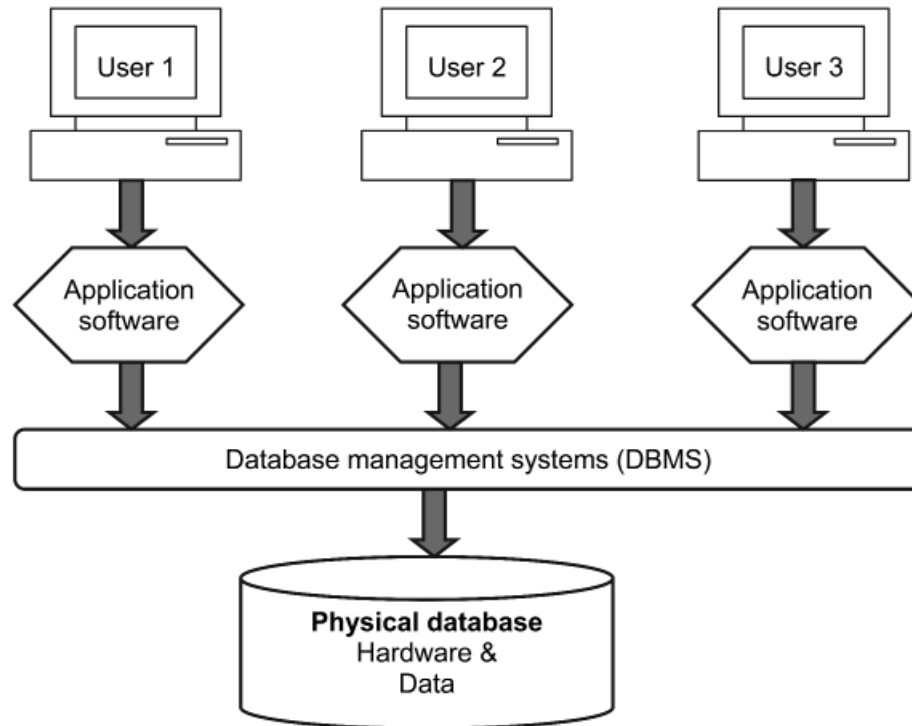 User 1
User 2
User 3
Application
software
Application
software
Application
software
Database management systems (DBMS)
Physical database
Hardware &
Data